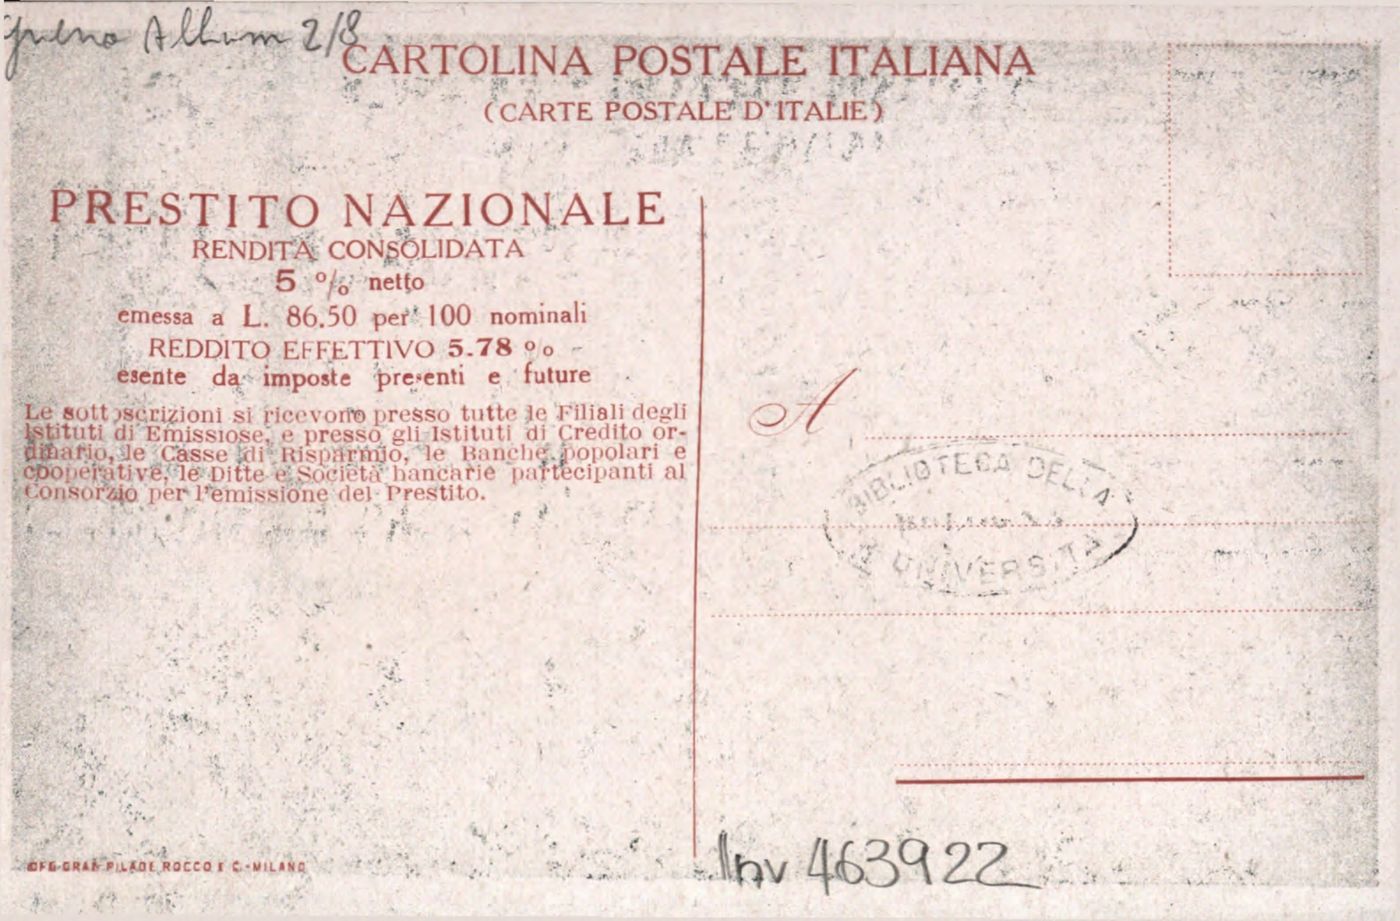 Album 2/8
CARTOLINA POSTALE ITALIANA
(CARTE POSTALE D'ITALIE)
PRESTITO NAZIONALE
RENDITA CONSOLIDATA
5 % netto
emessa a L. 86.50 per 100 nominali
REDDITO EFFETTIVO 5.78 %
esente da imposte presenti e future
Le sottoscrizioni si ricevono presso tutte le Filiali degli
Istituti di Emissiose, e presso gli Istituti di Credito or-
dinario, le Casse di Risparmio, le Banche popolari e
cooperative, le Ditte e Società bancarie partecipanti al
Consorzio per l'emissione del Prestito.
A
BIBLIOTECA DELLA
UNIVERSITÀ
OFG-GRAF-PILADE ROCCO E C.-MILANO
Inv 463922